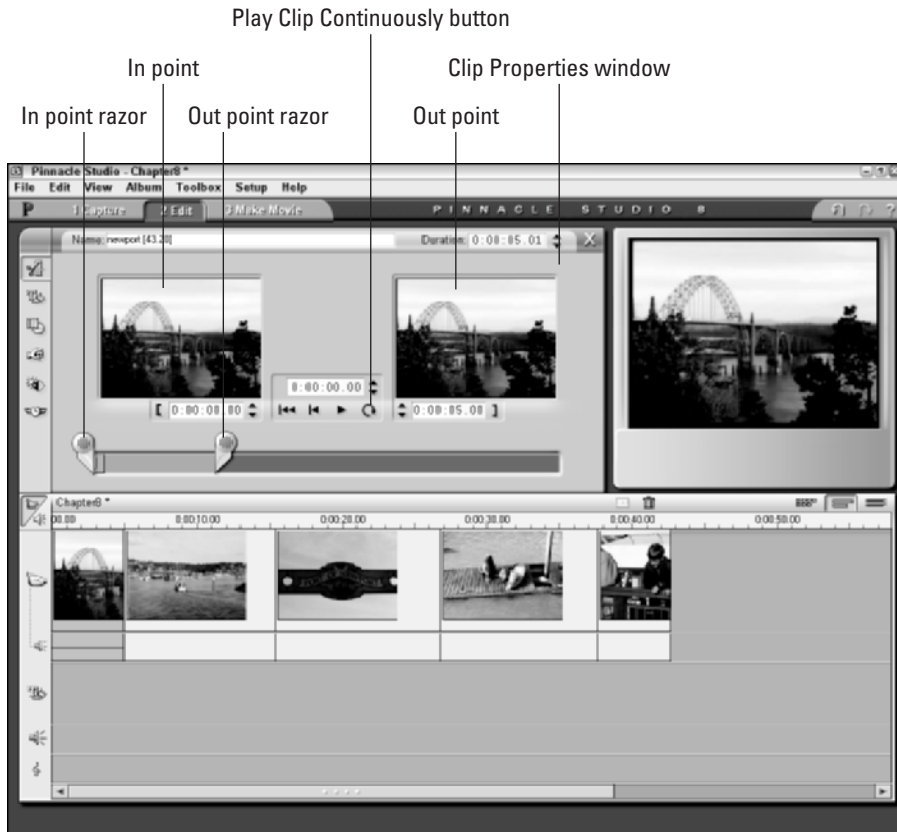 Play Clip Continuously button
In point
Clip Properties window
In point razor
Out point razor
Out point
Pinnacle Studio - Chapter8 *
File Edit View Album Toolbox Setup Help
P 1 Capture 2 Edit 3 Make Movie PINNACLE STUDIO 8 ?
Name: newport [43.20] Duration: 0:00:05.01 X
0:00:00.00
[ 0:00:00.00
0:00:05.00 ]
Chapter8 *
00.00 0:00:10.00 0:00:20.00 0:00:30.00 0:00:40.00 0:00:50.00